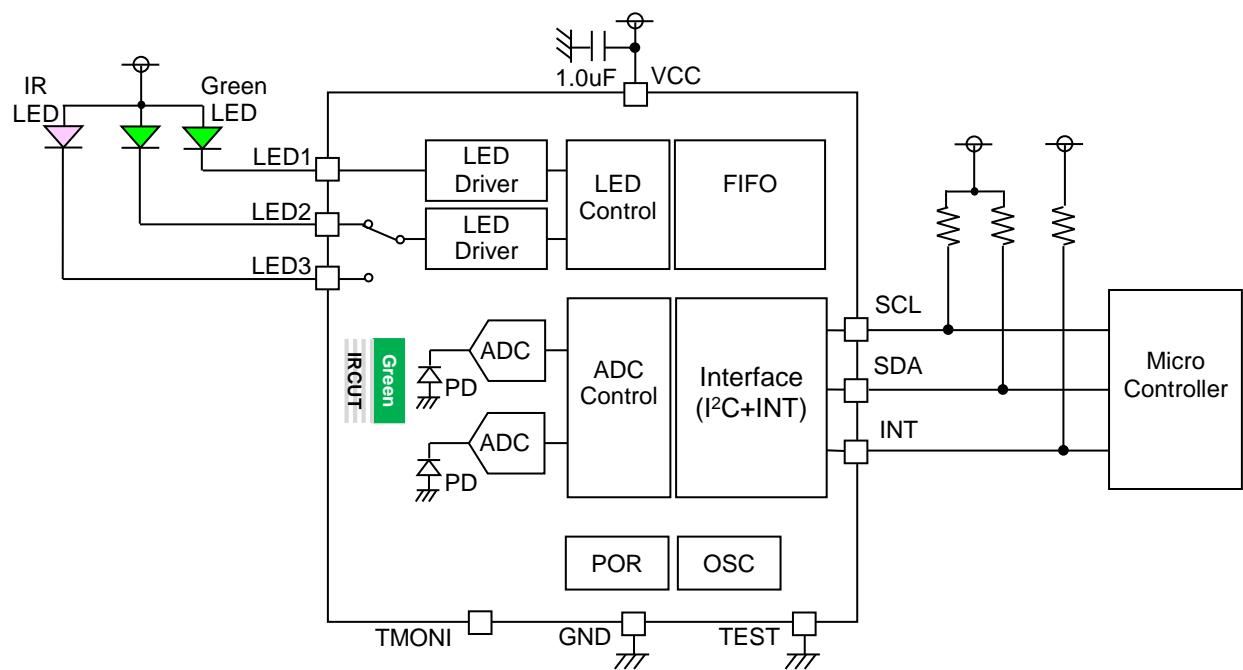 IR
LED
Green
LED
1.0uF
VCC
LED1
LED2
LED3
LED
Driver
LED
Driver
LED
Control
FIFO
IRCUT
Green
ADC
PD
ADC
PD
ADC
Control
Interface
(I²C+INT)
SCL
SDA
INT
Micro
Controller
POR
OSC
TMONI
GND
TEST